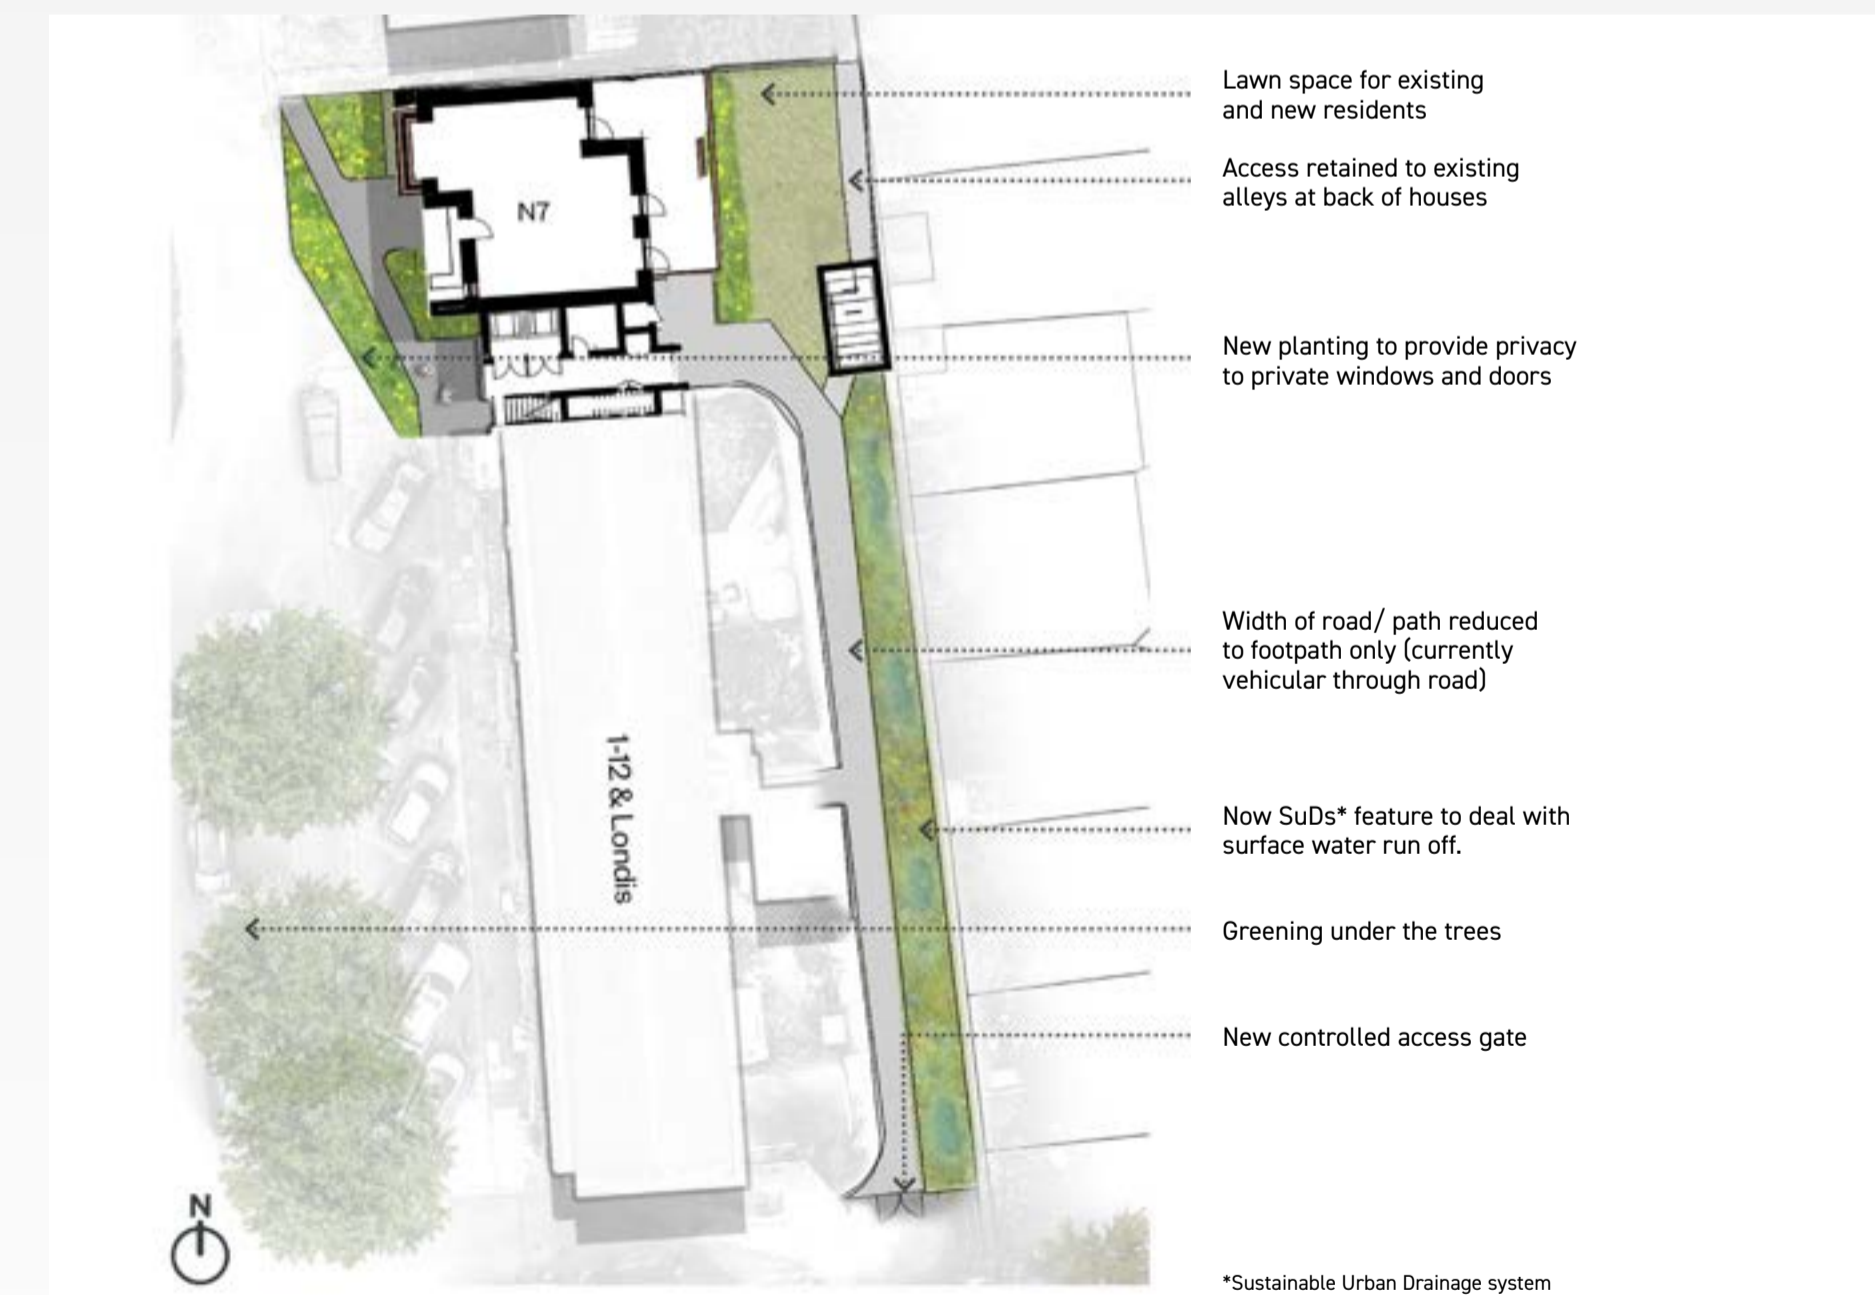 Lawn space for existing
and new residents
Access retained to existing
alleys at back of houses
N7
New planting to provide privacy
to private windows and doors
Width of road/ path reduced
to footpath only (currently
vehicular through road)
1-12 & Londis
Now SuDs* feature to deal with
surface water run off.
Greening under the trees
New controlled access gate
N
*Sustainable Urban Drainage system